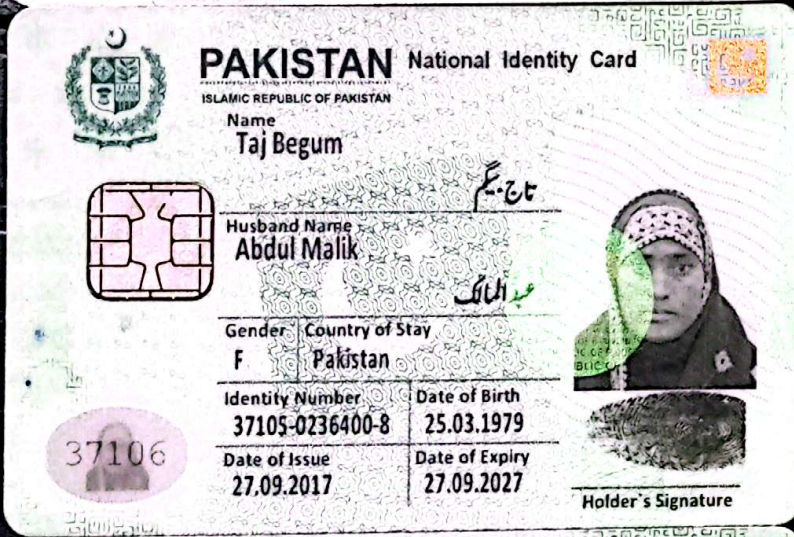 PAKISTAN National Identity Card
ISLAMIC REPUBLIC OF PAKISTAN
Name
Taj Begum
تاج بیگم
Husband Name
Abdul Malik
عبدالمالک
Gender Country of Stay
F Pakistan
Identity Number Date of Birth
37105-0236400-8 25.03.1979
Date of Issue Date of Expiry
27.09.2017 27.09.2027
37106
Holder's Signature